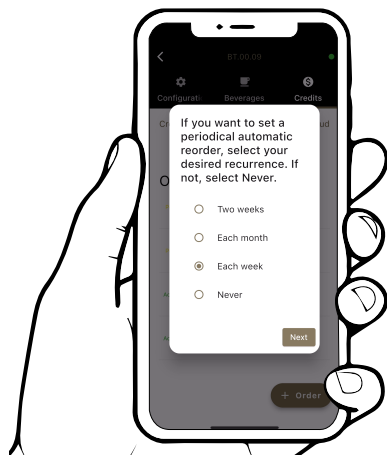 BT.00.09
Configurati Beverages Credits
If you want to set a
periodical automatic
reorder, select your
desired recurrence. If
not, select Never.
Two weeks
Each month
Each week
Never
Next
+ Order